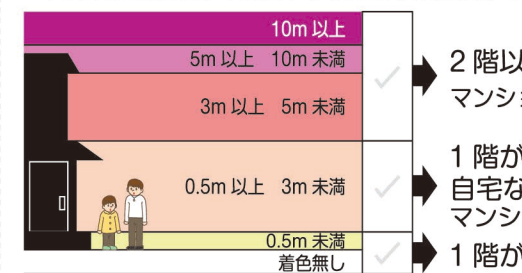 10m 以上
5m 以上 10m 未満
3m 以上 5m 未満
0.5m 以上 3m 未満
0.5m 未満
着色無し
2 階以
マンショ
1 階が
自宅な
マンシ
1 階が